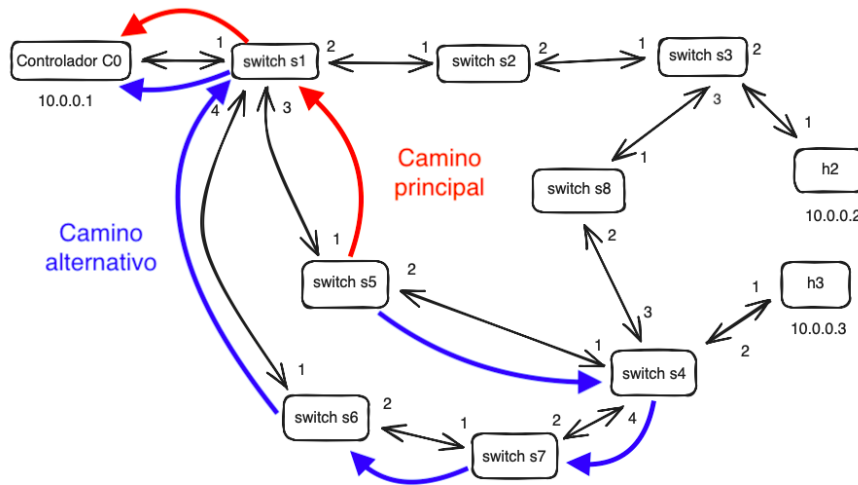 Controlador C0
10.0.0.1
1
switch s1
2
4
3
1
switch s2
2
1
switch s3
2
3
1
h2
10.0.0.2
1
switch s8
2
Camino
principal
Camino
alternativo
1
switch s5
2
1
h3
10.0.0.3
3
1
switch s4
2
4
1
switch s6
2
1
switch s7
2